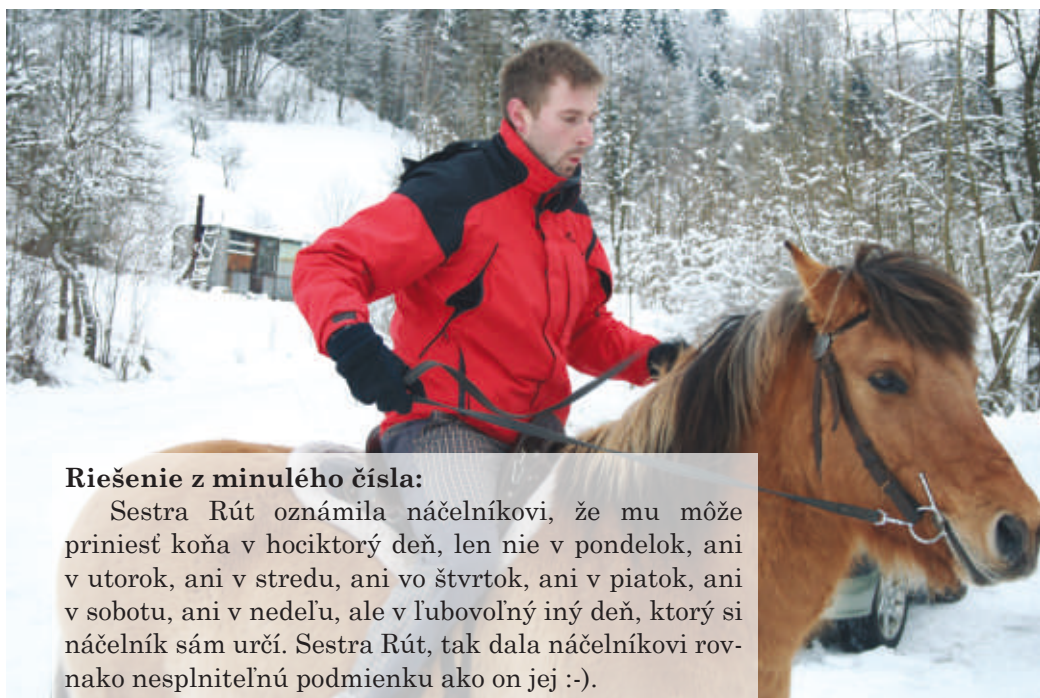 Riešenie z minulého čísla:
Sestra Rút oznámila náčelníkovi, že mu môže
priniesť koňa v hociktorý deň, len nie v pondelok, ani
v utorok, ani v stredu, ani vo štvrtok, ani v piatok, ani
v sobotu, ani v nedeľu, ale v ľubovoľný iný deň, ktorý si
náčelník sám určí. Sestra Rút, tak dala náčelníkovi rov-
nako nesplniteľnú podmienku ako on jej :-).